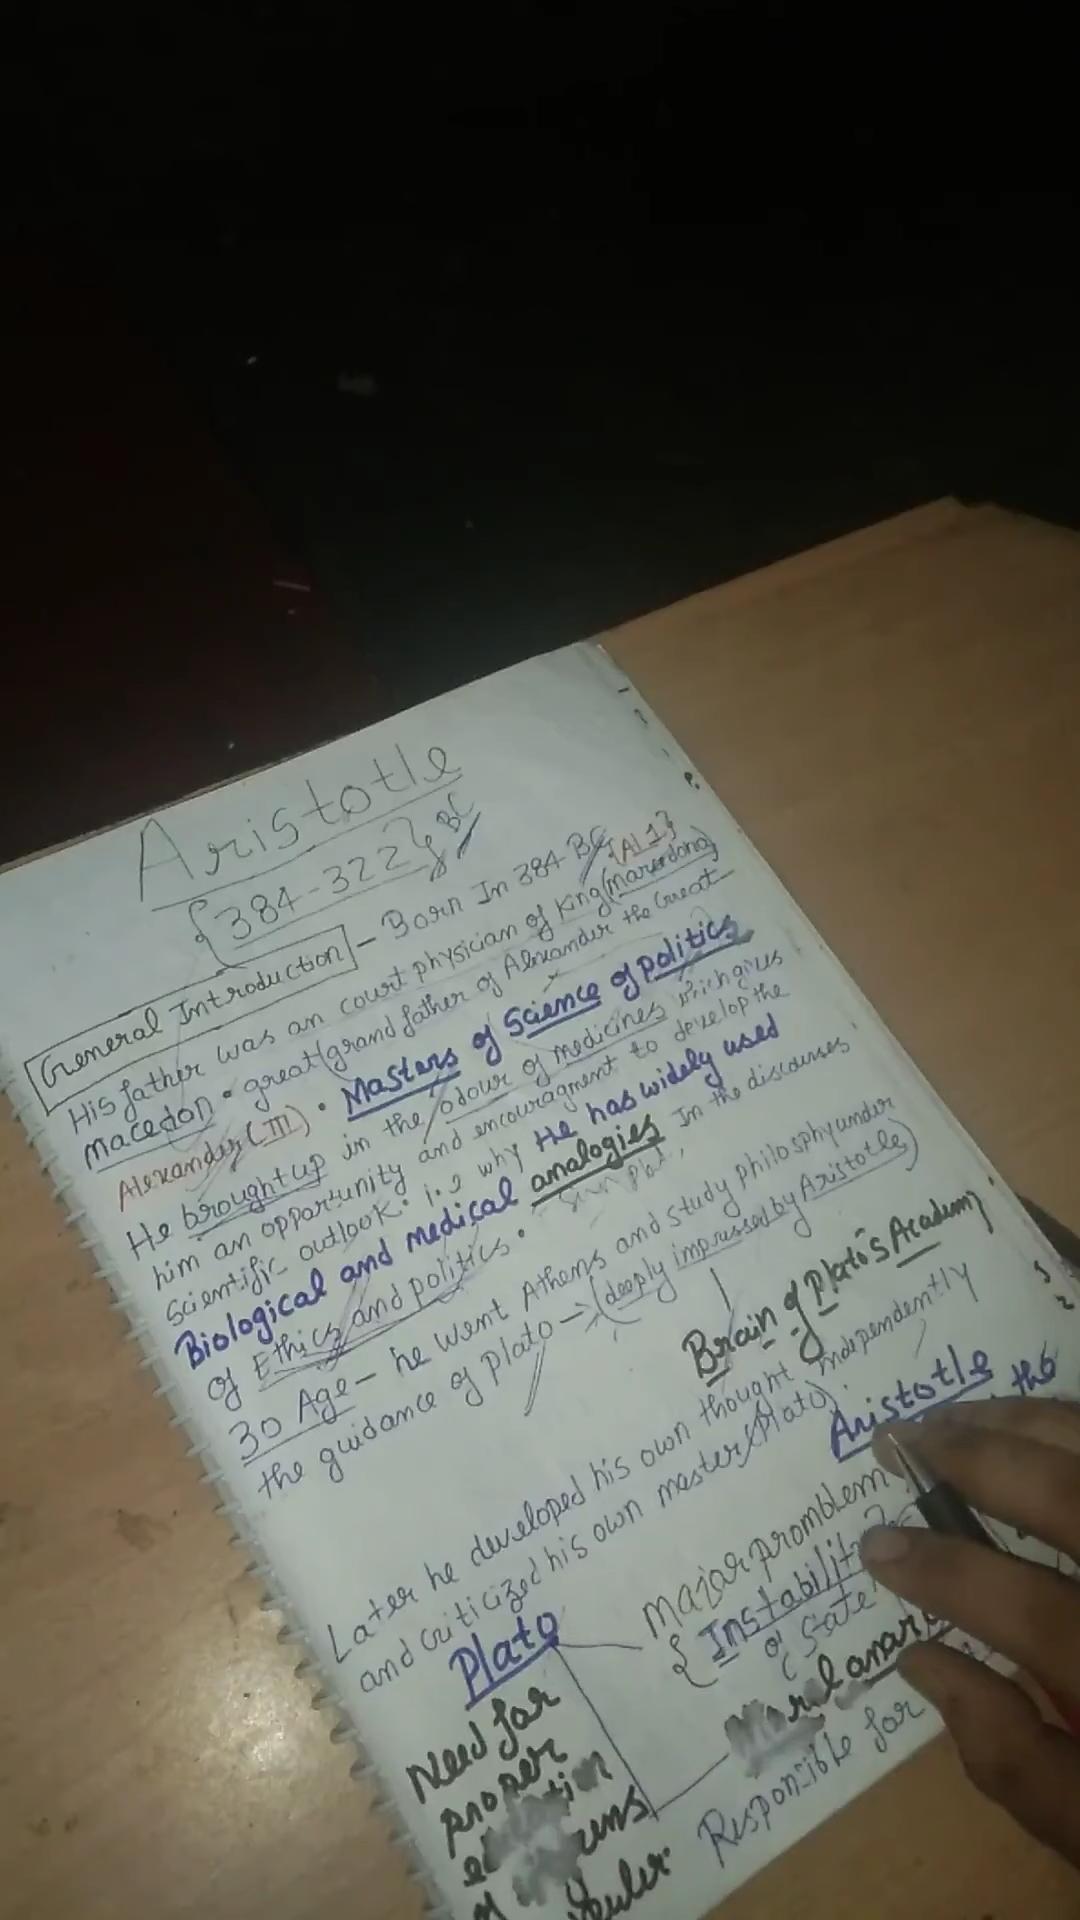 Aristotle
{384-322} BC
General Introduction - Born In 384 BC
His father was an court physician of King
Macedon. great (grand father of Alexander the Great
Alexander (III). Masters of Science of politics
He brought up in the odour of medicines which gives
him an opportunity and encouragment to develop the
Scientific outlook. i.e why He has widely used
Biological and medical analogies In the discourses
of Ethics and politics.
30 Age - he went Athens and study philosphy under
the guidance of Plato → (deeply impressed by Aristotle)
Brain of Plato's Academy.
Later he developed his own thought independently
and criticized his own master (Plato).
Aristotle
the
Plato
Major promblem
{Instability
of State
Need for
proper
Responsible for